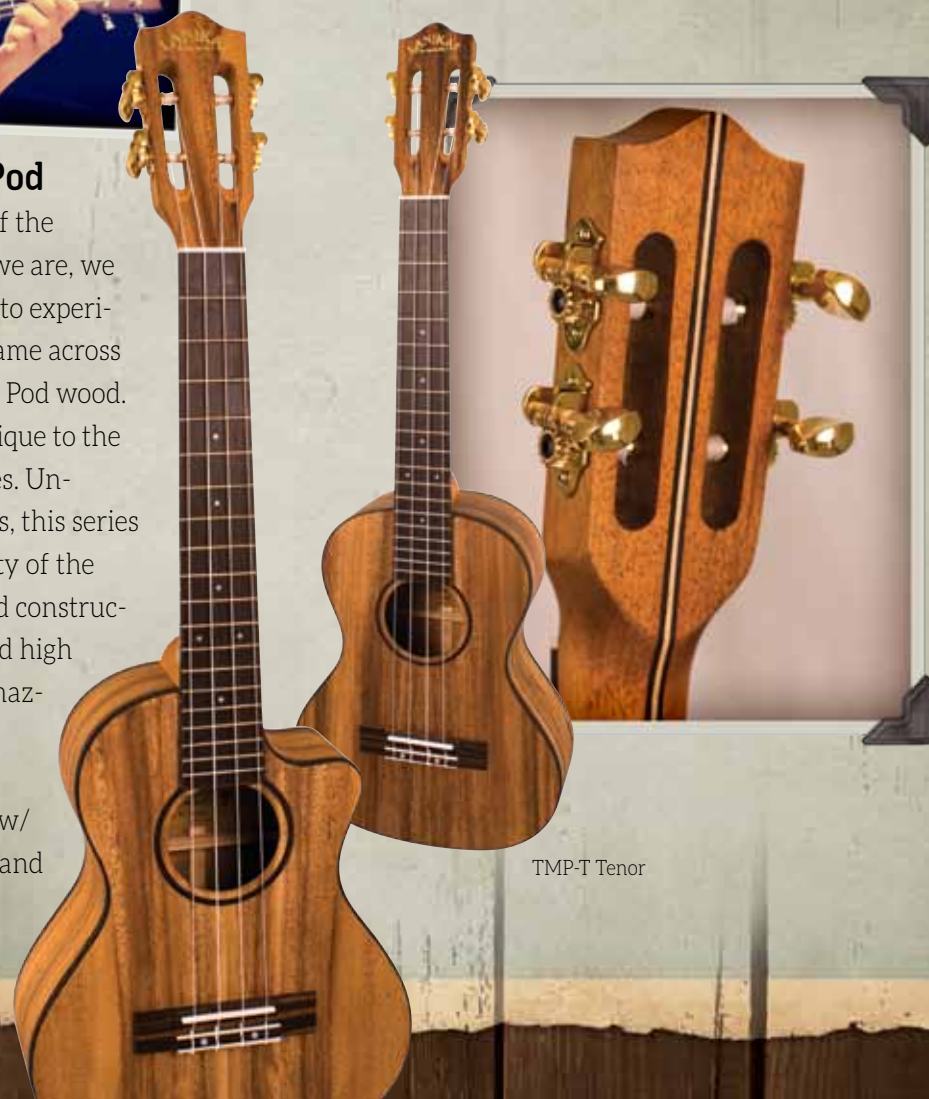 Pod
f the
we are, we
to experi-
ame across
Pod wood.
ique to the
es. Un-
s, this series
ty of the
d construc-
d high
naz-
w/
and
TMP-T Tenor